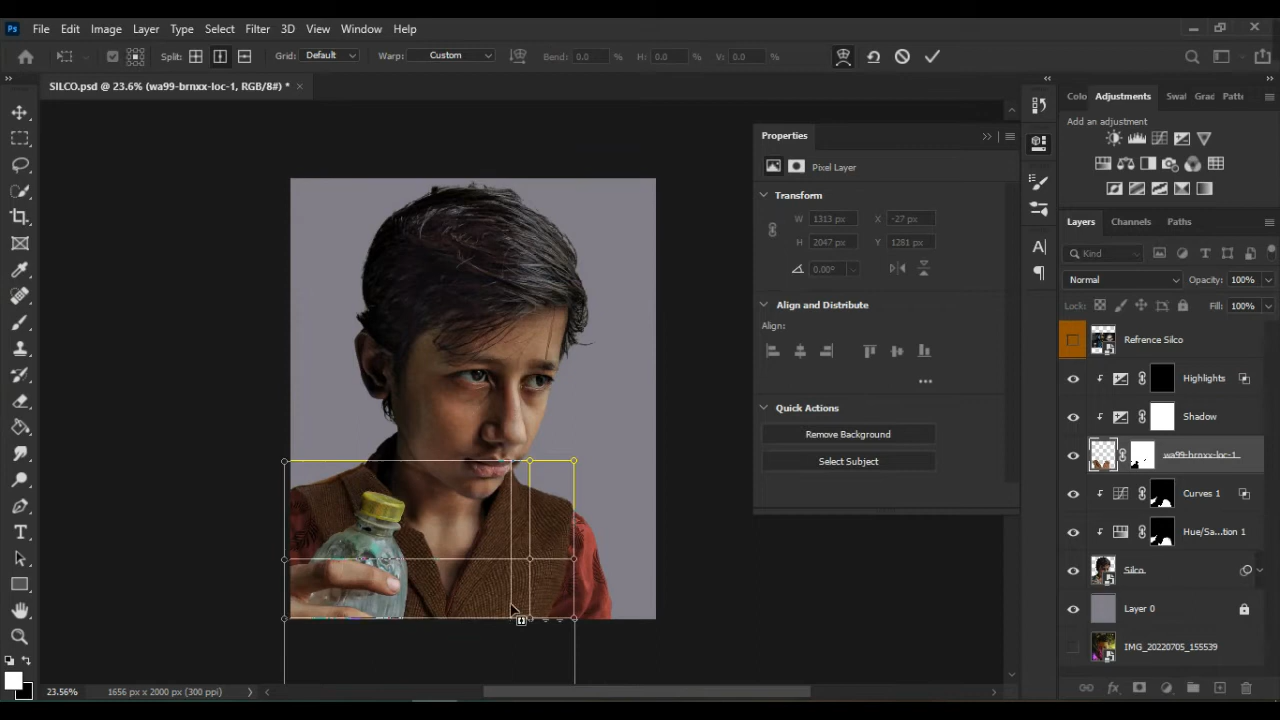 Ps File Edit Image Layer Type Select Filter 3D View Window Help
Split: Grid: Default Warp: Custom Bend: 0.0 % H: 0.0 % V: 0.0 %
SILCO.psd @ 23.6% (wa99-brnxx-loc-1, RGB/8#) * ×
Colo Adjustments Swat Grad Patte
Add an adjustment
Properties
Pixel Layer
Transform
W 1313 px X -27 px
H 2047 px Y 1281 px
0.00°
Align and Distribute
Align:
Quick Actions
Remove Background
Select Subject
Layers Channels Paths
Kind
Normal Opacity: 100%
Lock: Fill: 100%
Refrence Silco
Highlights
Shadow
wa99-brnxx-loc-1
Curves 1
Hue/Sa...tion 1
Silco
Layer 0
IMG_20220705_155539
23.56% 1656 px x 2000 px (300 ppi)